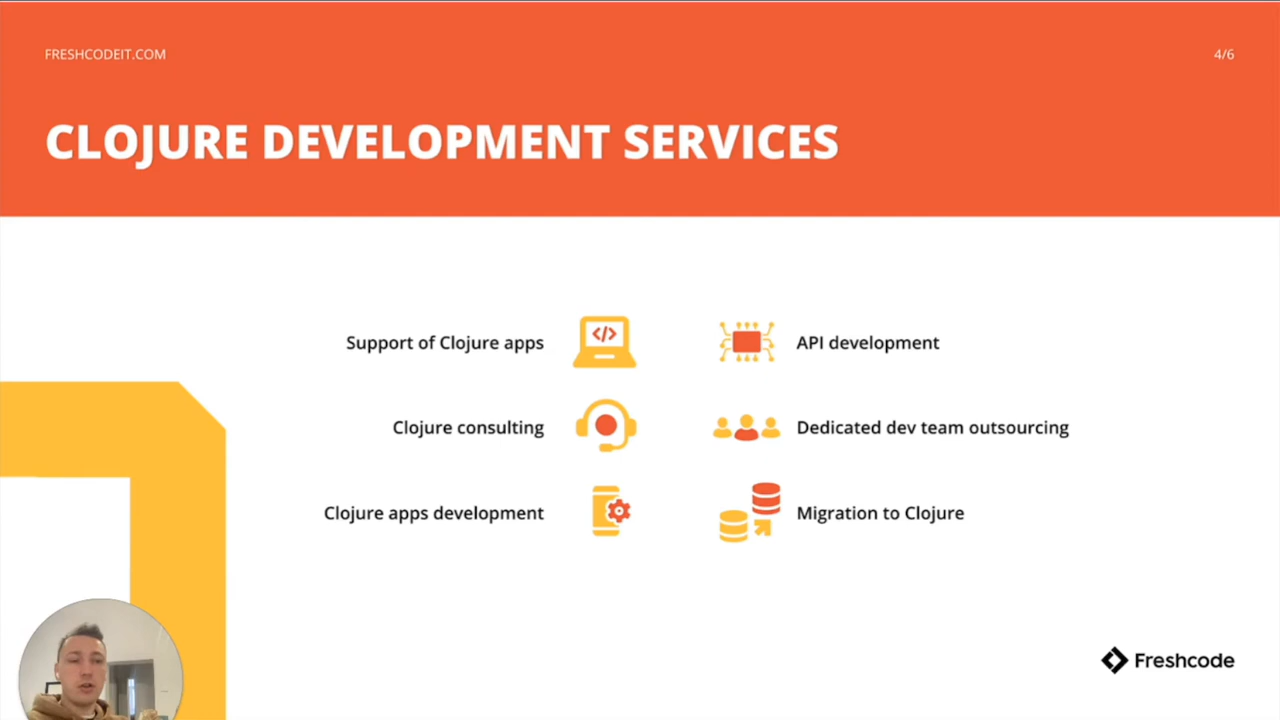 FRESHCODEIT.COM
4/6
CLOJURE DEVELOPMENT SERVICES
Support of Clojure apps
</>
API development
Clojure consulting
Dedicated dev team outsourcing
Clojure apps development
Migration to Clojure
Freshcode